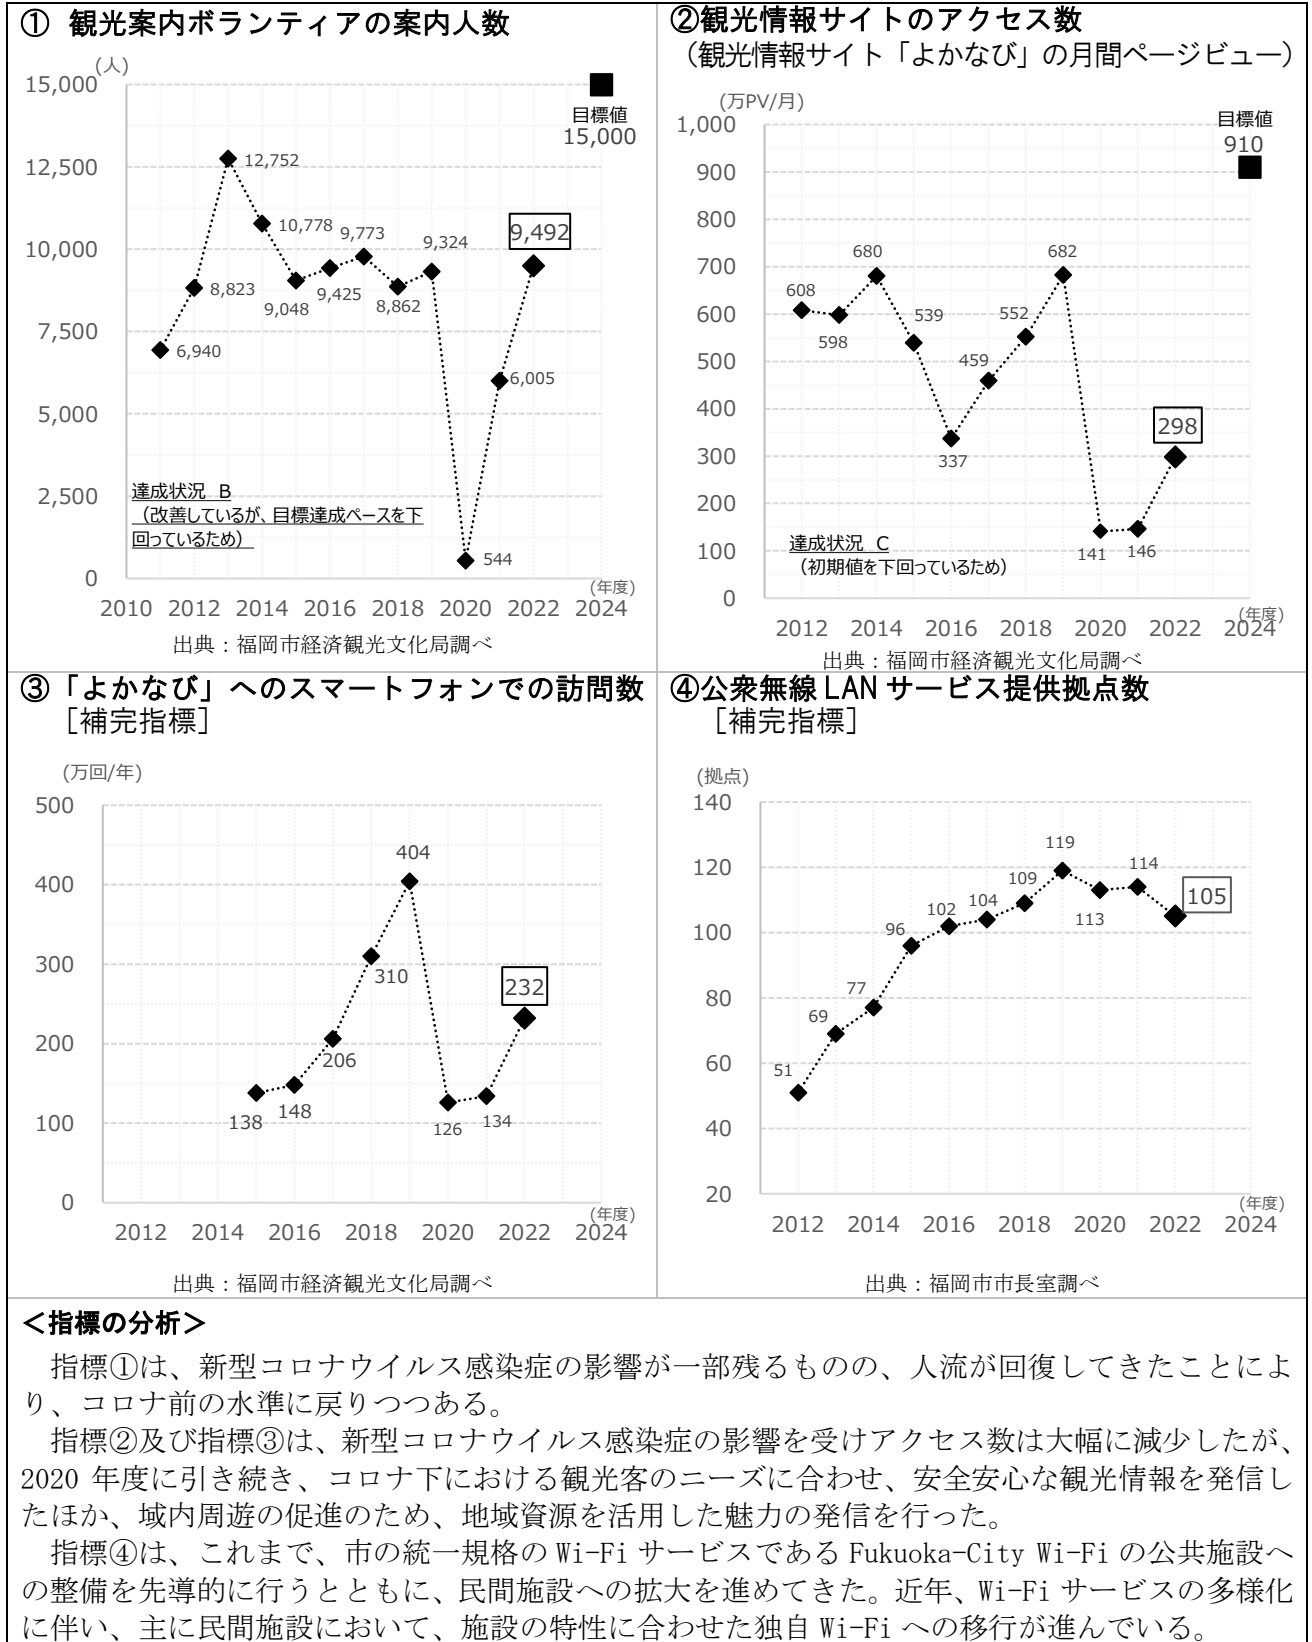 ① 観光案内ボランティアの案内人数
(人)
15,000
12,500
10,000
7,500
5,000
2,500
0
目標値
15,000
12,752
10,778
9,773
9,324
9,492
8,823
9,048
9,425
8,862
6,940
6,005
544
達成状況 B
（改善しているが、目標達成ペースを下
回っているため）
(年度)
2010 2012 2014 2016 2018 2020 2022 2024
出典：福岡市経済観光文化局調べ
②観光情報サイトのアクセス数
（観光情報サイト「よかなび」の月間ページビュー）
(万PV/月)
1,000
900
800
700
600
500
400
300
200
100
0
目標値
910
608
598
680
539
337
459
552
682
141
146
298
達成状況 C
（初期値を下回っているため）
(年度)
2012 2014 2016 2018 2020 2022 2024
出典：福岡市経済観光文化局調べ
③「よかなび」へのスマートフォンでの訪問数
［補完指標］
(万回/年)
500
400
300
200
100
0
138
148
206
310
404
126
134
232
(年度)
2012 2014 2016 2018 2020 2022 2024
出典：福岡市経済観光文化局調べ
④公衆無線 LAN サービス提供拠点数
［補完指標］
(拠点)
140
120
100
80
60
40
20
51
69
77
96
102
104
109
119
113
114
105
(年度)
2012 2014 2016 2018 2020 2022 2024
出典：福岡市市長室調べ
＜指標の分析＞
指標①は、新型コロナウイルス感染症の影響が一部残るものの、人流が回復してきたことによ
り、コロナ前の水準に戻りつつある。
指標②及び指標③は、新型コロナウイルス感染症の影響を受けアクセス数は大幅に減少したが、
2020 年度に引き続き、コロナ下における観光客のニーズに合わせ、安全安心な観光情報を発信し
たほか、域内周遊の促進のため、地域資源を活用した魅力の発信を行った。
指標④は、これまで、市の統一規格の Wi-Fi サービスである Fukuoka-City Wi-Fi の公共施設へ
の整備を先導的に行うとともに、民間施設への拡大を進めてきた。近年、Wi-Fi サービスの多様化
に伴い、主に民間施設において、施設の特性に合わせた独自 Wi-Fi への移行が進んでいる。